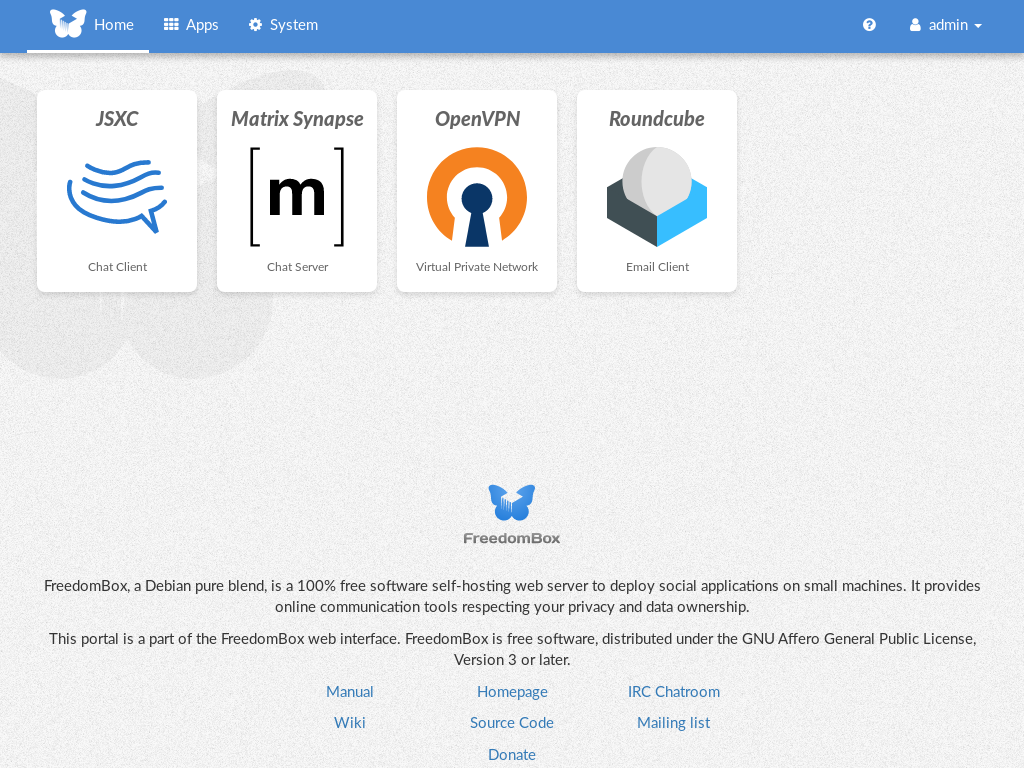 Home Apps System admin
JSXC Matrix Synapse OpenVPN Roundcube
[m]
Chat Client Chat Server Virtual Private Network Email Client
FreedomBox
FreedomBox, a Debian pure blend, is a 100% free software self-hosting web server to deploy social applications on small machines. It provides
online communication tools respecting your privacy and data ownership.
This portal is a part of the FreedomBox web interface. FreedomBox is free software, distributed under the GNU Affero General Public License,
Version 3 or later.
Manual Homepage IRC Chatroom
Wiki Source Code Mailing list
Donate